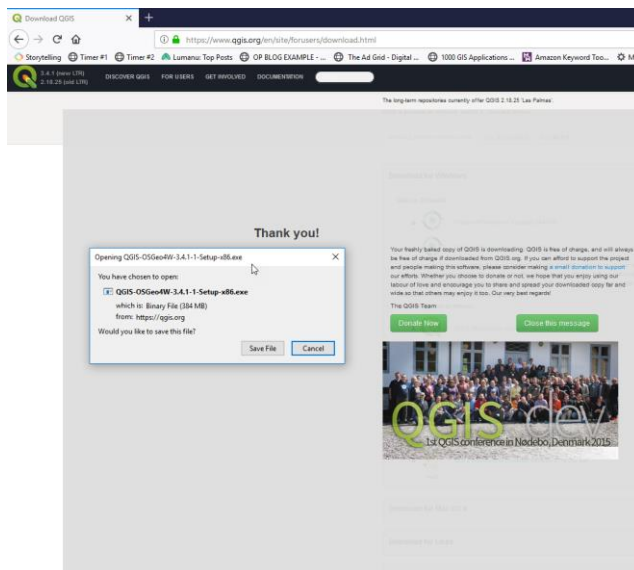 Download QGIS
https://www.qgis.org/en/site/forusers/download.html
Storytelling Timer #1 Timer #2 Lumanu: Top Posts OP BLOG EXAMPLE - ... The Ad Grid - Digital ... 1000 GIS Applications ... Amazon Keyword Too... M
3.4.1 (new LTR)
2.18.25 (old LTR)
DISCOVER QGIS FOR USERS GET INVOLVED DOCUMENTATION
The long-term repositories currently offer QGIS 2.18.25 'Las Palmas'.
Download for Windows
Thank you!
Opening QGIS-OSGeo4W-3.4.1-1-Setup-x86.exe
You have chosen to open:
QGIS-OSGeo4W-3.4.1-1-Setup-x86.exe
which is: Binary File (384 MB)
from: https://qgis.org
Would you like to save this file?
Save File Cancel
Your freshly baked copy of QGIS is downloading. QGIS is free of charge, and will always
be free of charge if downloaded from QGIS.org. If you can afford to support the project
and people making this software, please consider making a small donation to support
our efforts. Whether you choose to donate or not, we hope that you enjoy using our
labour of love and encourage you to share and spread your downloaded copy far and
wide so that others may enjoy it too. Our very best regards!
The QGIS Team
Donate Now Close this message
QGIS dev
1st QGIS conference in Nødebo, Denmark 2015
Download for Mac OS X
Download for Linux